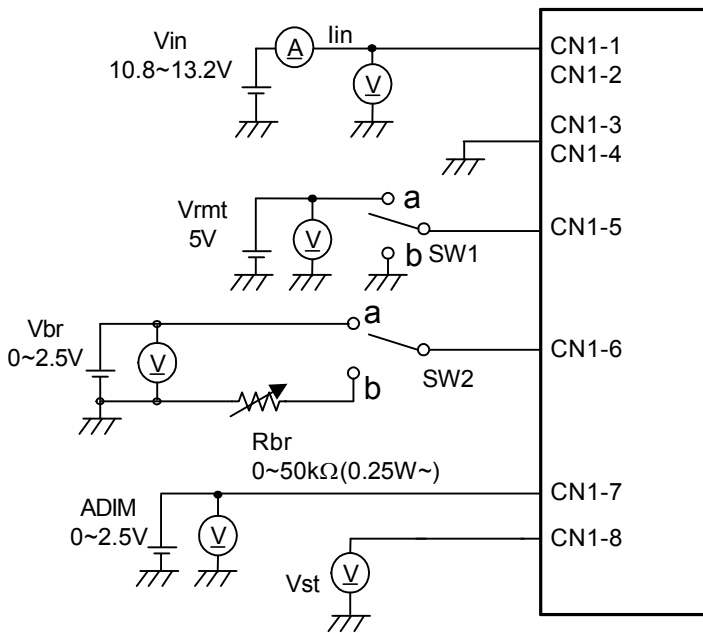 Vin
10.8~13.2V
A
Iin
V
CN1-1
CN1-2
CN1-3
CN1-4
Vrmt
5V
V
a
b
SW1
CN1-5
Vbr
0~2.5V
V
a
b
SW2
CN1-6
Rbr
0~50kΩ(0.25W~)
ADIM
0~2.5V
V
CN1-7
CN1-8
Vst
V